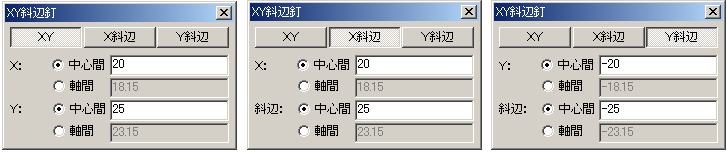 XY斜辺釘
XY X斜辺 Y斜辺
X: 中心間 20
軸間 18.15
Y: 中心間 25
軸間 23.15
XY斜辺釘
XY X斜辺 Y斜辺
X: 中心間 20
軸間 18.15
斜辺: 中心間 25
軸間 23.15
XY斜辺釘
XY X斜辺 Y斜辺
Y: 中心間 -20
軸間 -18.15
斜辺: 中心間 -25
軸間 -23.15